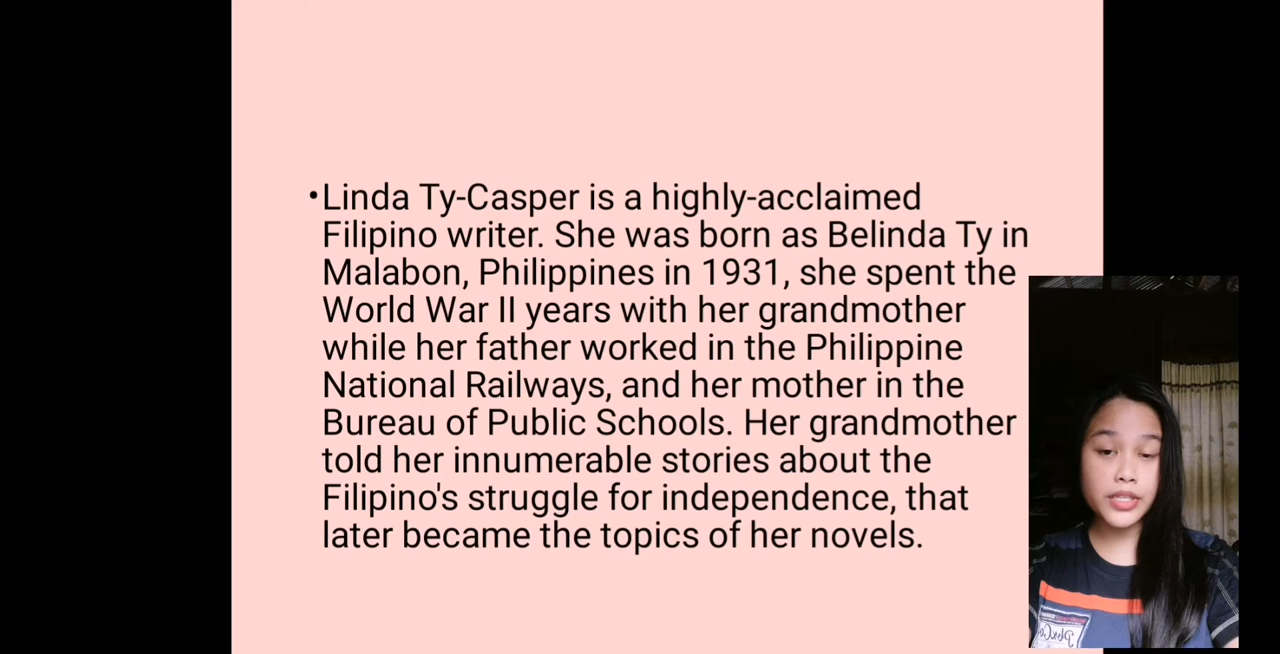 •Linda Ty-Casper is a highly-acclaimed
Filipino writer. She was born as Belinda Ty in
Malabon, Philippines in 1931, she spent the
World War II years with her grandmother
while her father worked in the Philippine
National Railways, and her mother in the
Bureau of Public Schools. Her grandmother
told her innumerable stories about the
Filipino's struggle for independence, that
later became the topics of her novels.